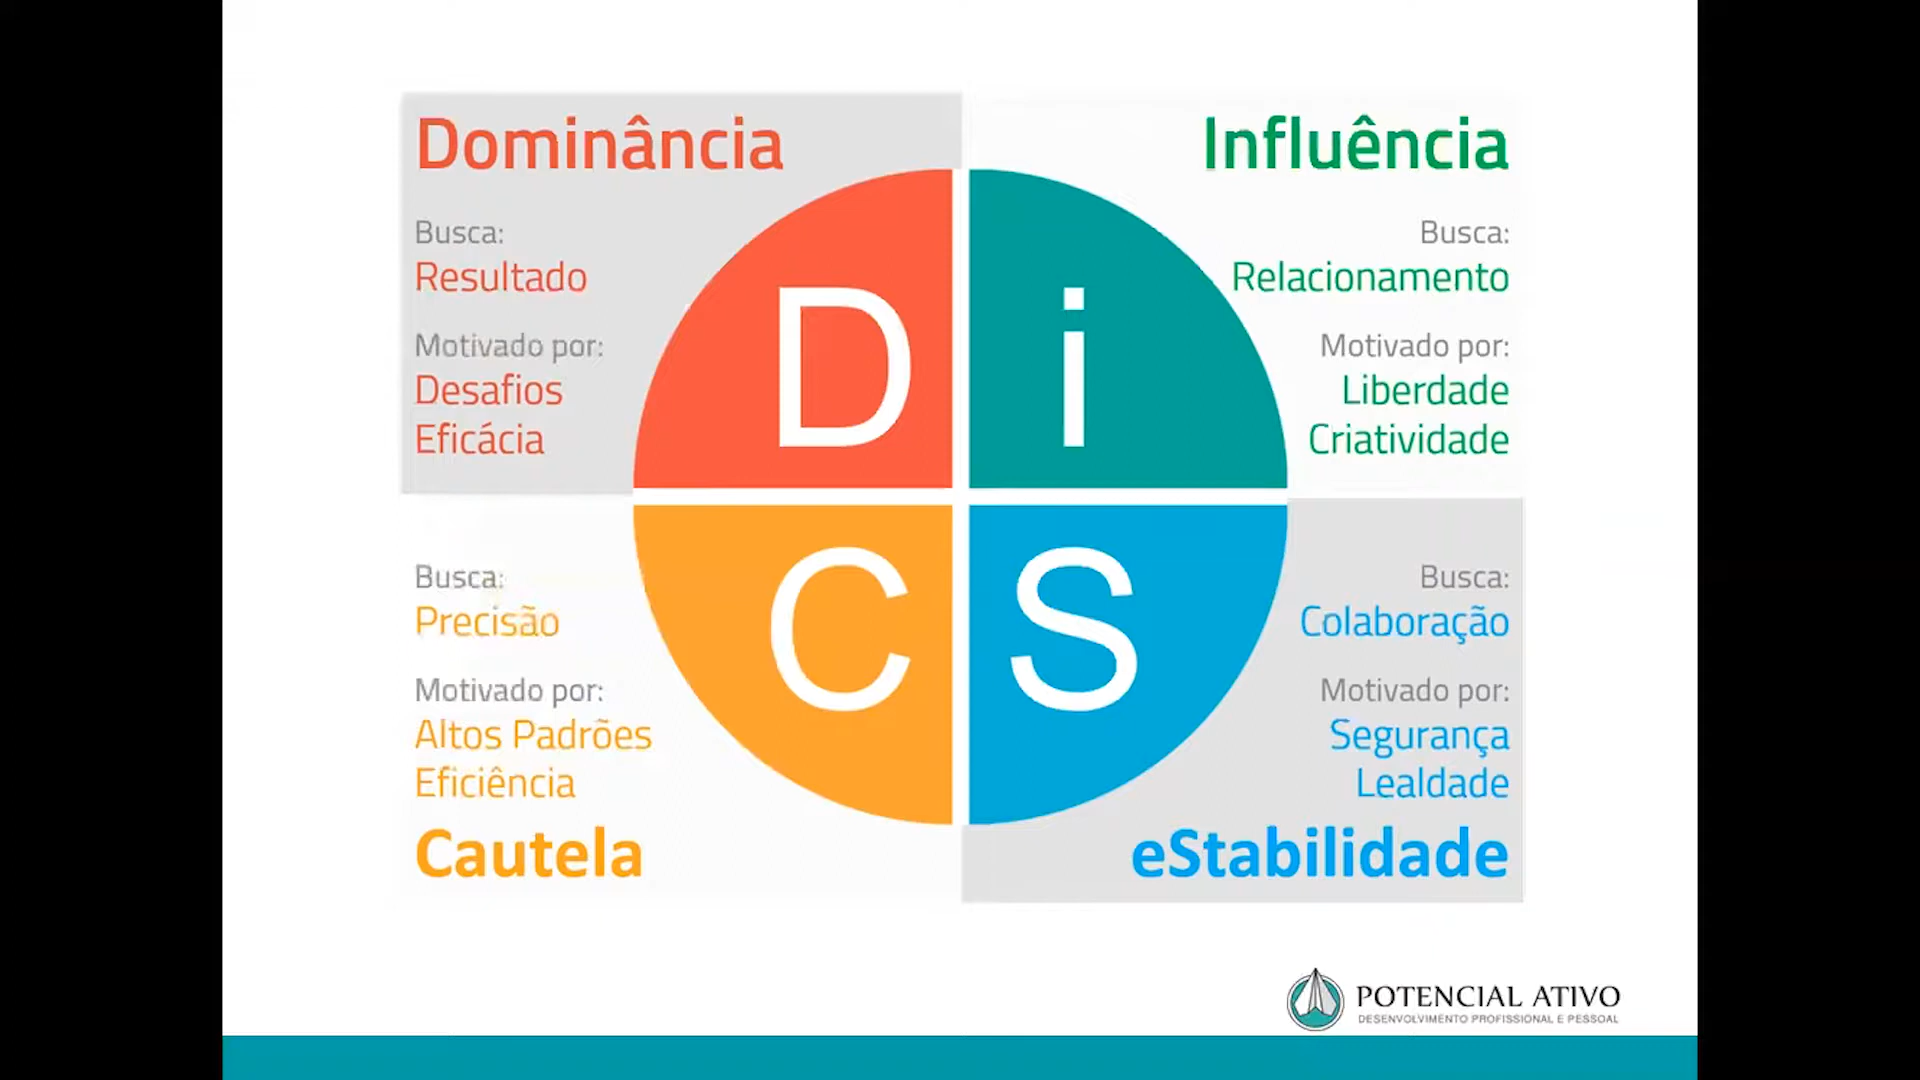 Dominância
Busca:
Resultado
Motivado por:
Desafios
Eficácia
Influência
Busca:
Relacionamento
Motivado por:
Liberdade
Criatividade
D
i
C
S
Busca:
Precisão
Motivado por:
Altos Padrões
Eficiência
Cautela
Busca:
Colaboração
Motivado por:
Segurança
Lealdade
eStabilidade
POTENCIAL ATIVO
DESENVOLVIMENTO PROFISSIONAL E PESSOAL